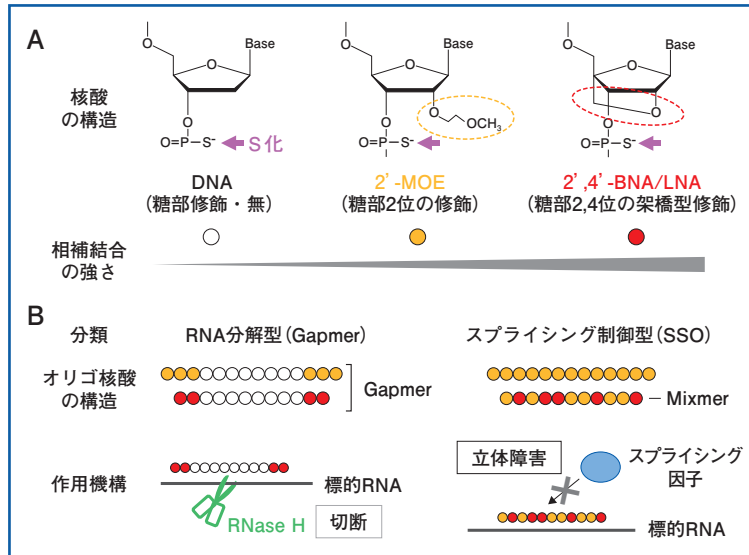 A
核酸
の構造
O
O
Base
O
O=P-S⁻
S化
O
O
Base
O
O
OCH₃
O=P-S⁻
O
O
Base
O
O
O=P-S⁻
DNA
(糖部修飾・無)
2’-MOE
(糖部2位の修飾)
2’,4’-BNA/LNA
(糖部2,4位の架橋型修飾)
相補結合
の強さ
B
分類
RNA分解型(Gapmer)
スプライシング制御型(SSO)
オリゴ核酸
の構造
Gapmer
Mixmer
作用機構
標的RNA
RNase H
切断
立体障害
スプライシング
因子
標的RNA